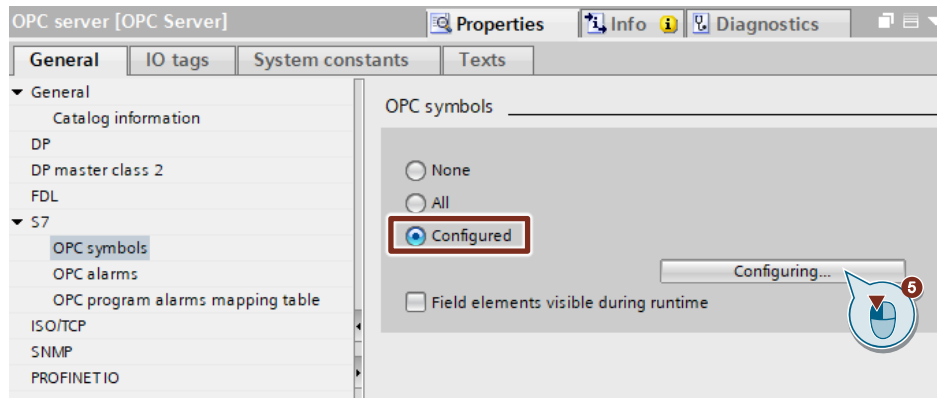 OPC server [OPC Server]
Properties
Info
Diagnostics
General
IO tags
System constants
Texts
General
Catalog information
DP
DP master class 2
FDL
S7
OPC symbols
OPC alarms
OPC program alarms mapping table
ISO/TCP
SNMP
PROFINET IO
OPC symbols
None
All
Configured
Configuring...
5
Field elements visible during runtime